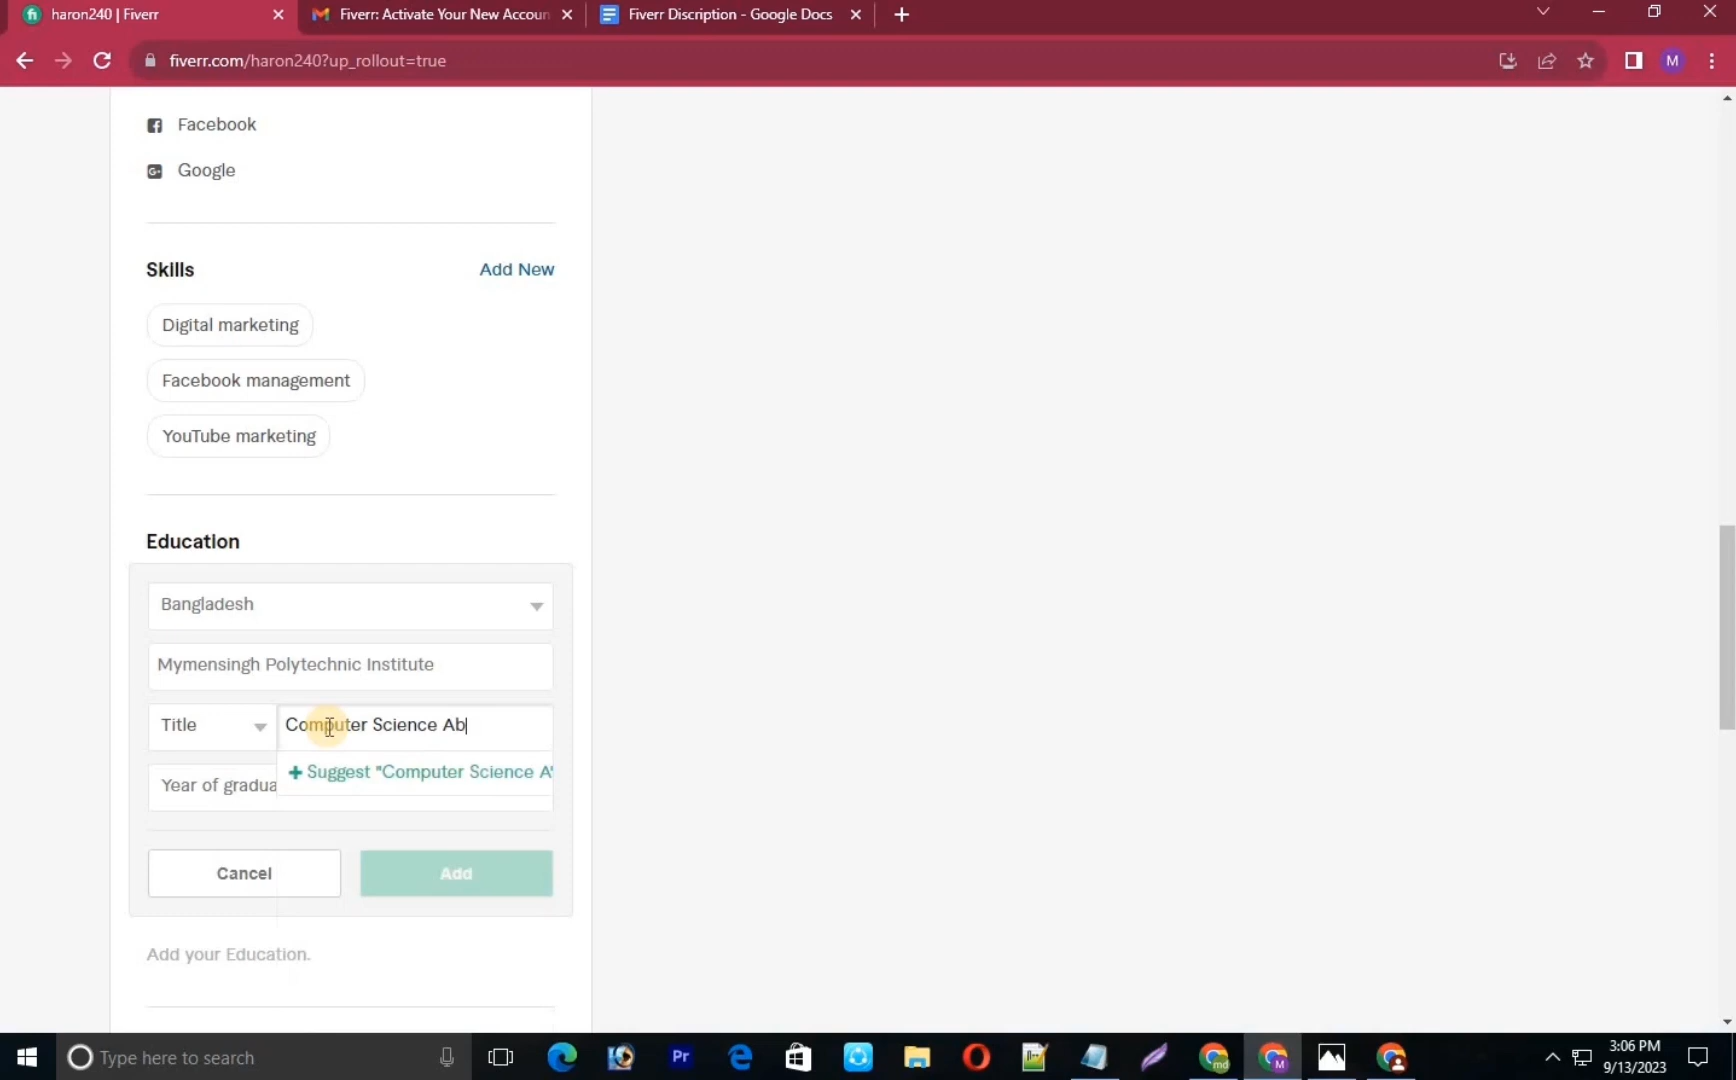 haron240 | Fiverr
Fiverr: Activate Your New Accoun
Fiverr Discription - Google Docs
fiverr.com/haron240?up_rollout=true
M
Facebook
Google
Skills
Add New
Digital marketing
Facebook management
YouTube marketing
Education
Bangladesh
Mymensingh Polytechnic Institute
Title
Computer Science Ab
+ Suggest "Computer Science A'
Year of gradua
Cancel
Add
Add your Education.
Type here to search
Pr
md
M
3:06 PM
9/13/2023